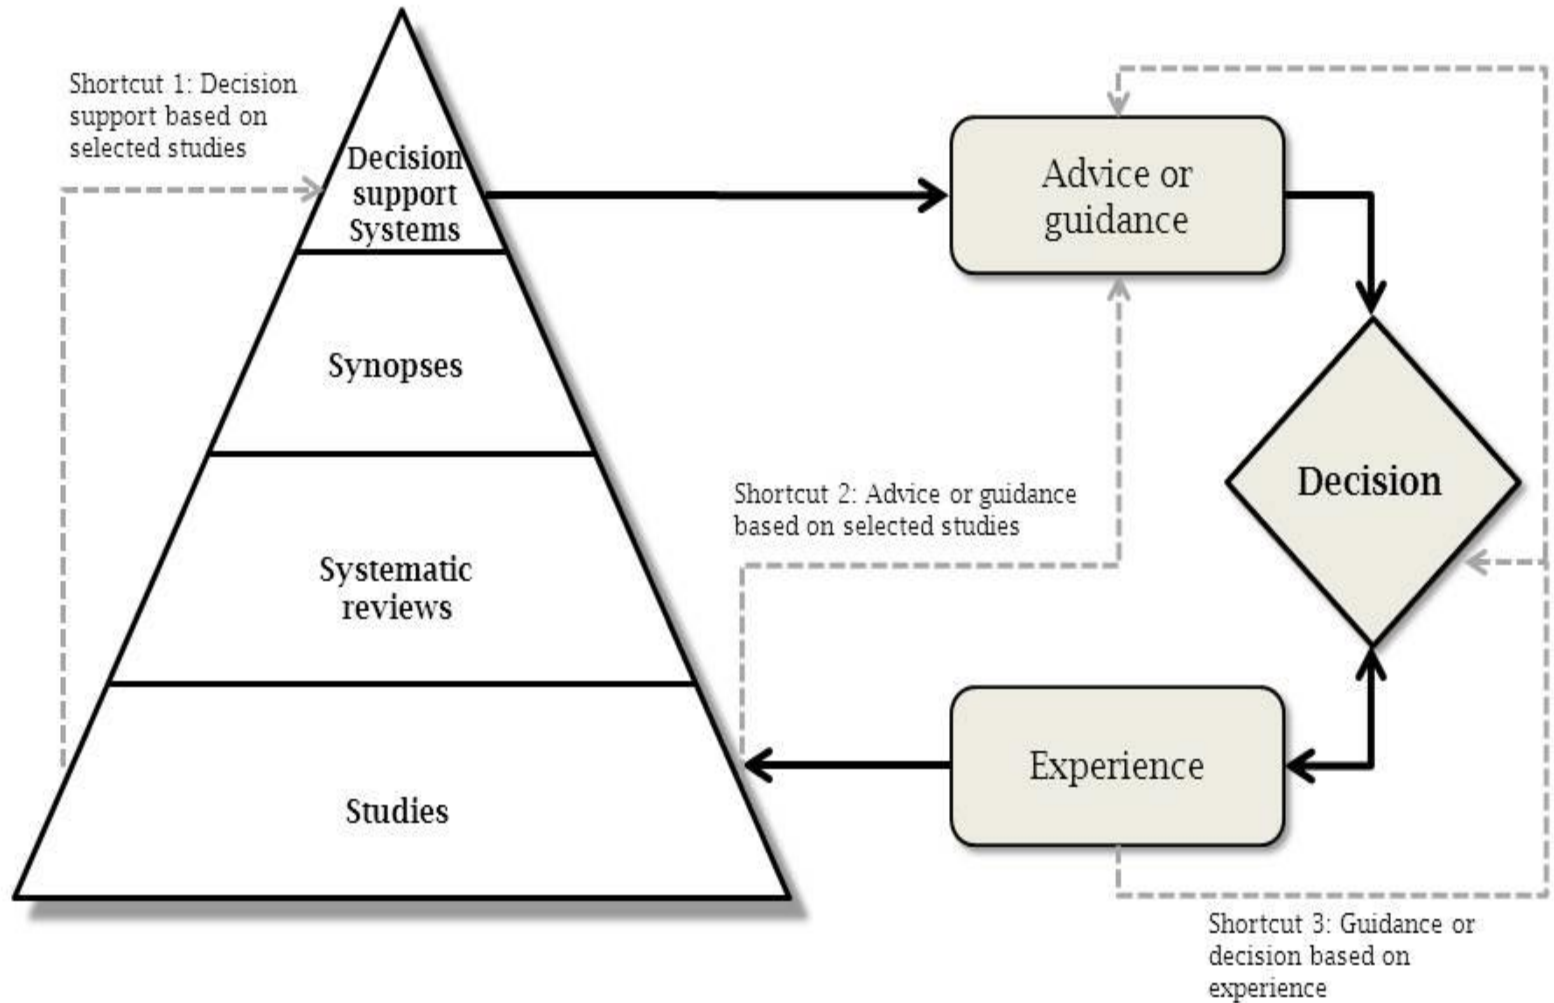 Shortcut 1: Decision
support based on
selected studies
Decision
support
Systems
Synopses
Systematic
reviews
Studies
Advice or
guidance
Decision
Shortcut 2: Advice or guidance
based on selected studies
Experience
Shortcut 3: Guidance or
decision based on
experience